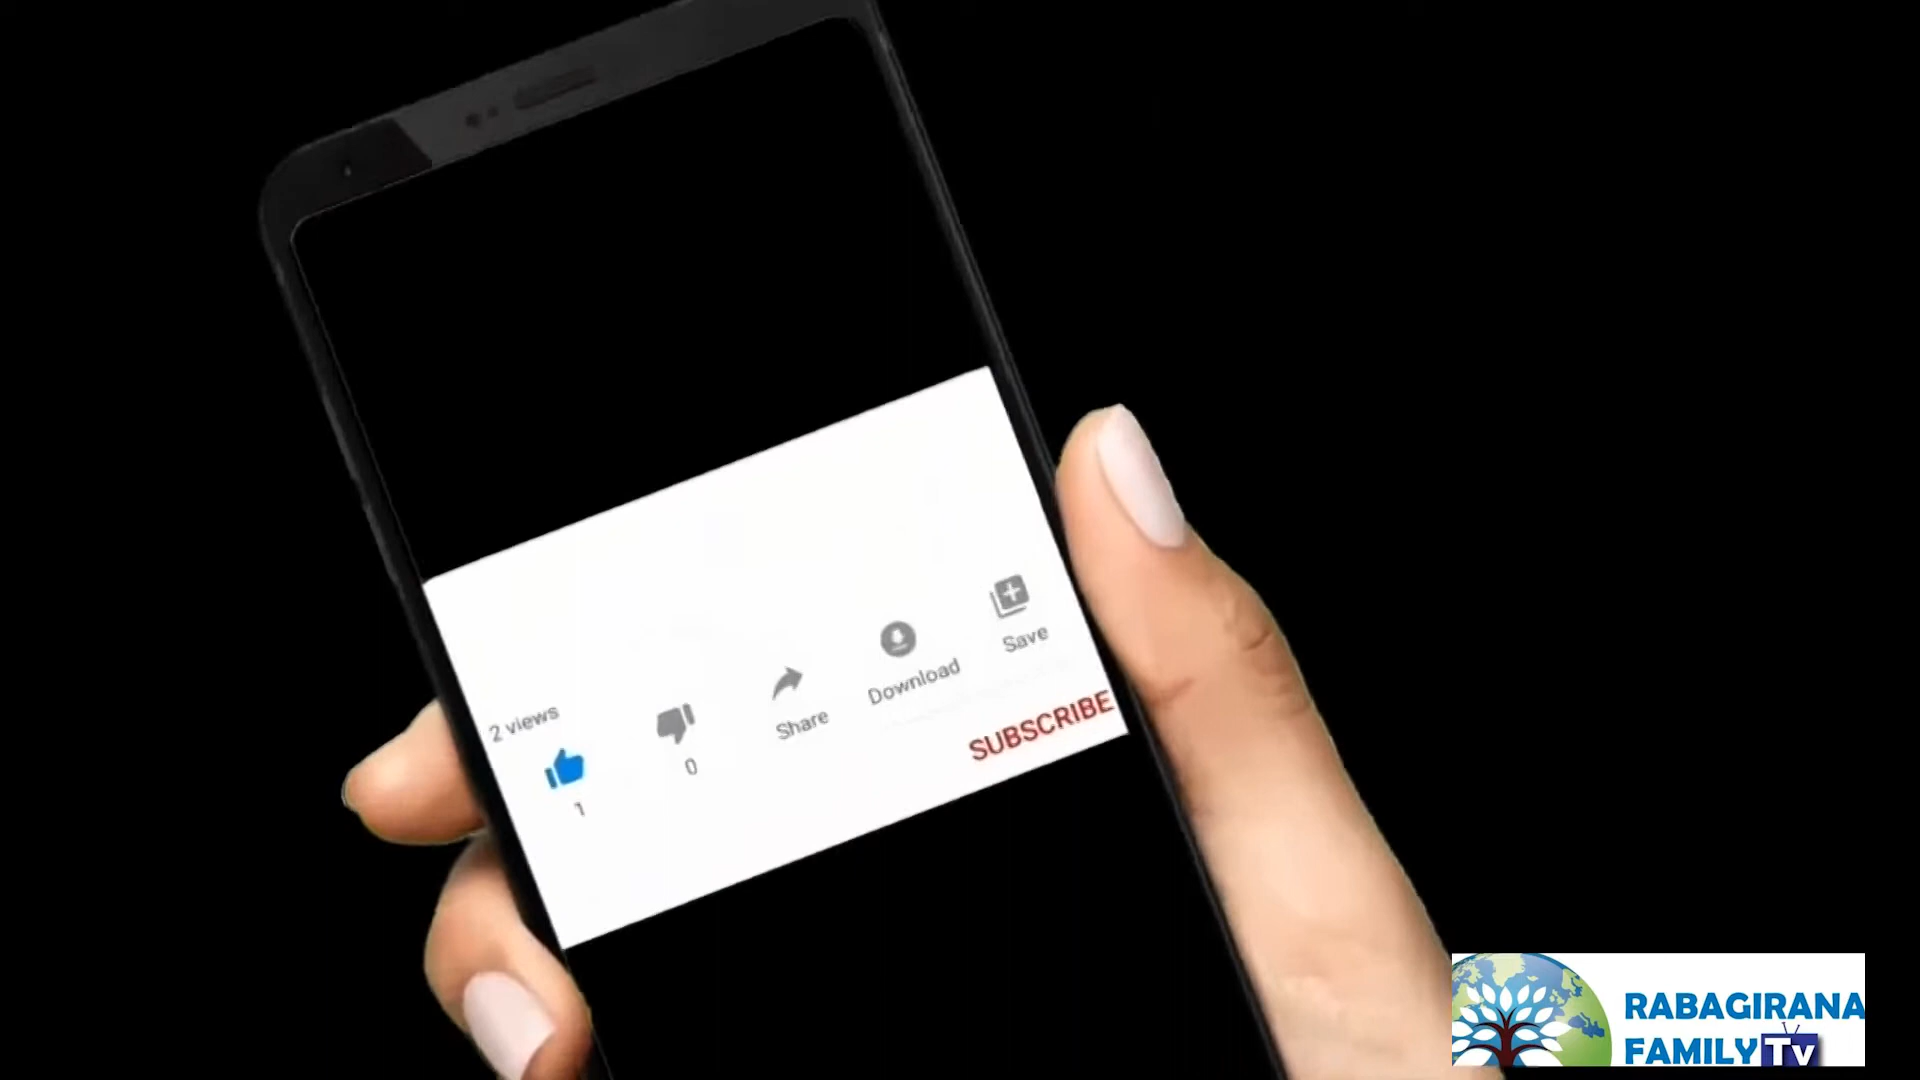 2 views
1
0
Share
Download
Save
SUBSCRIBE
RABAGIRANA
FAMILY Tv